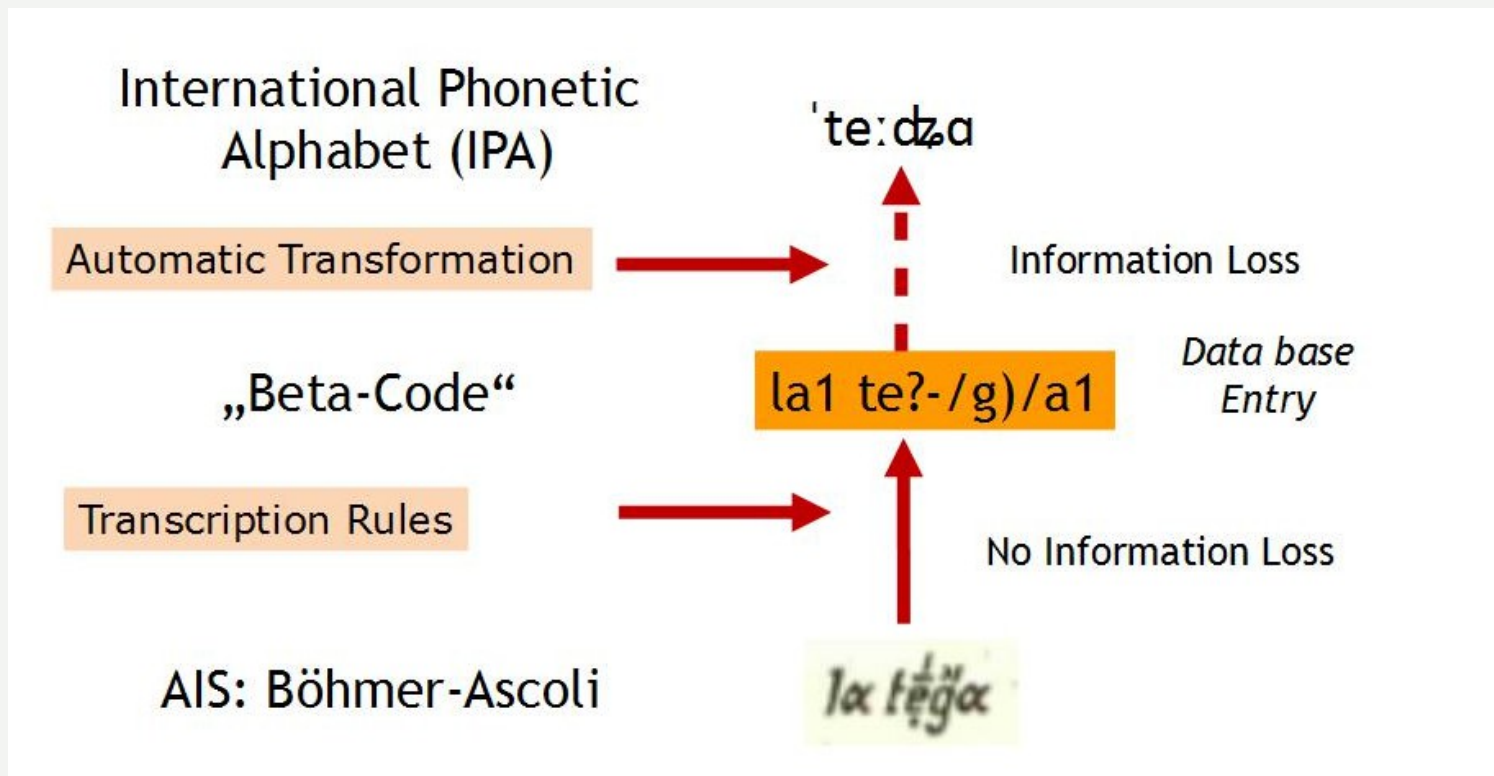 International Phonetic
Alphabet (IPA)
ˈteːʥɑ
Automatic Transformation
Information Loss
„Beta-Code“
la1 te?-/g)/a1
Data base
Entry
Transcription Rules
No Information Loss
AIS: Böhmer-Ascoli